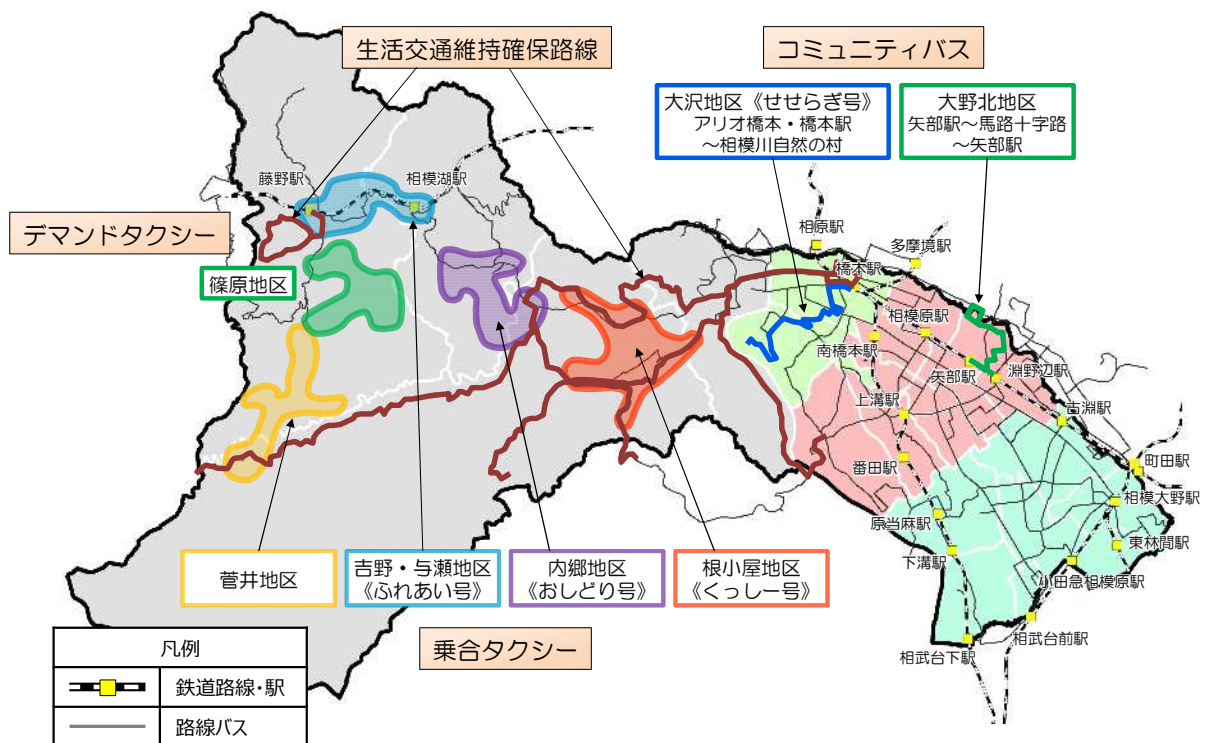 生活交通維持確保路線
コミュニティバス
大沢地区《せせらぎ号》
アリオ橋本・橋本駅
～相模川自然の村
大野北地区
矢部駅～馬路十字路
～矢部駅
藤野駅
相模湖駅
デマンドタクシー
篠原地区
相原駅
多摩境駅
橋本駅
相模原駅
南橋本駅
矢部駅
淵野辺駅
上溝駅
古淵駅
番田駅
町田駅
相模大野駅
原当麻駅
東林間駅
下溝駅
小田急相模原駅
相武台前駅
相武台下駅
菅井地区
吉野・与瀬地区
《ふれあい号》
内郷地区
《おしどり号》
根小屋地区
《くっしー号》
乗合タクシー
凡例
鉄道路線・駅
路線バス